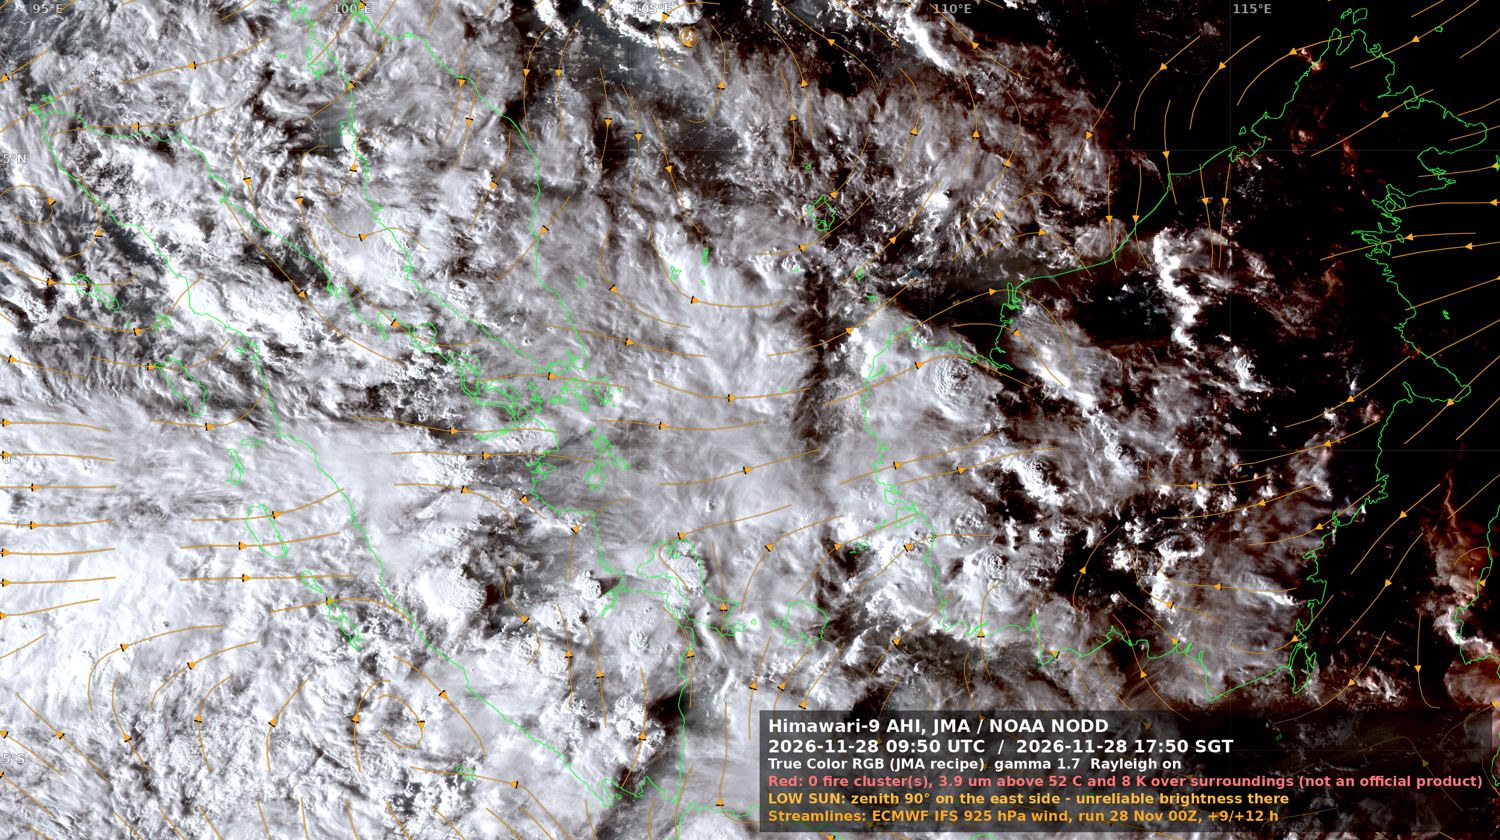 95°E
100°E
105°E
110°E
115°E
5°N
0°
5°S
Himawari-9 AHI, JMA / NOAA NODD
2026-11-28 09:50 UTC / 2026-11-28 17:50 SGT
True Color RGB (JMA recipe) gamma 1.7 Rayleigh on
Red: 0 fire cluster(s), 3.9 um above 52 C and 8 K over surroundings (not an official product)
LOW SUN: zenith 90° on the east side - unreliable brightness there
Streamlines: ECMWF IFS 925 hPa wind, run 28 Nov 00Z, +9/+12 h